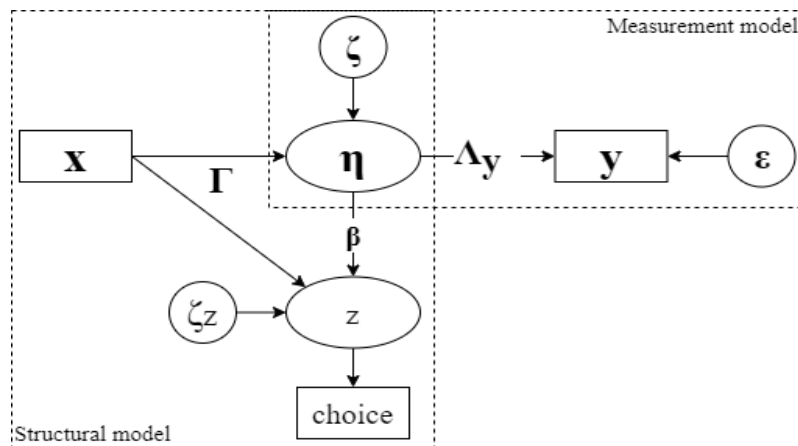 Measurement model
ζ
x
Γ
η
Λy
y
ε
β
ζz
z
choice
Structural model